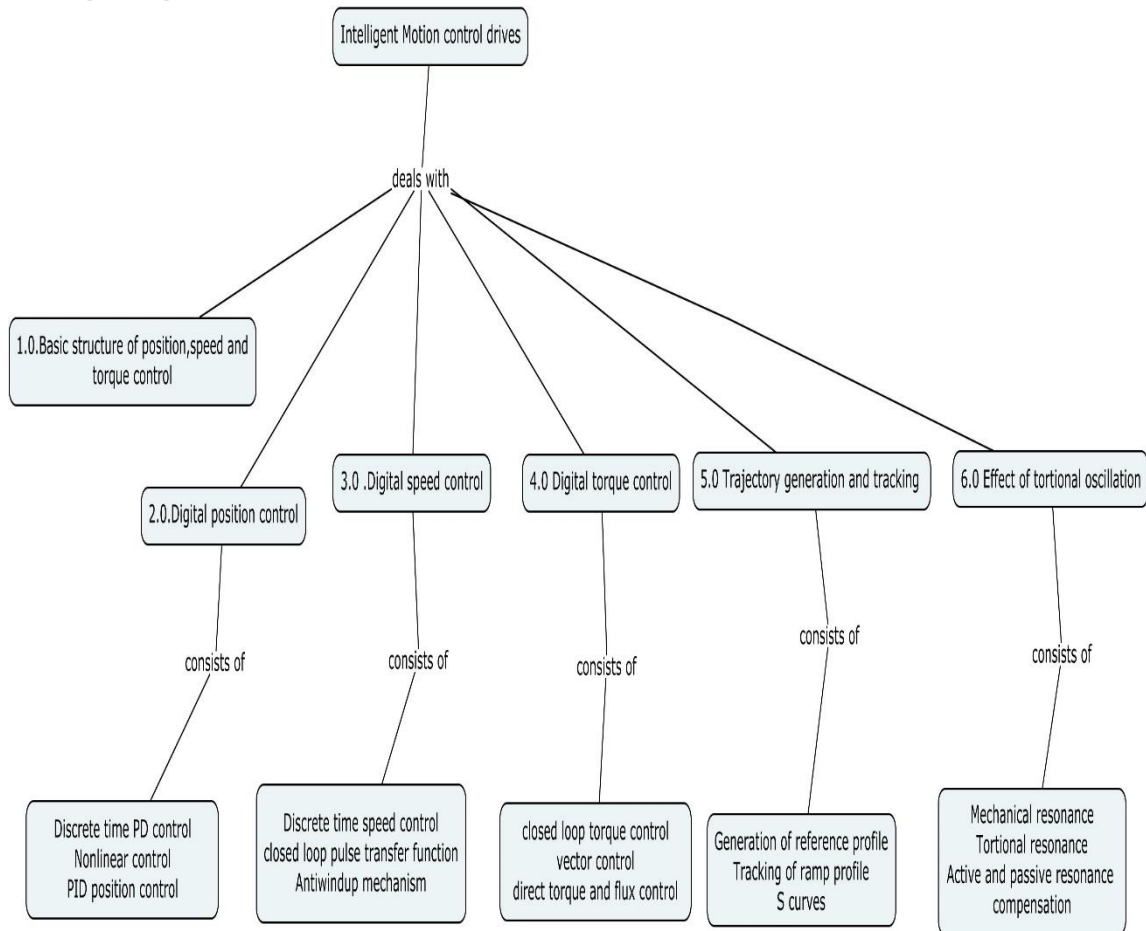 Intelligent Motion control drives
deals with
1.0.Basic structure of position,speed and
torque control
2.0.Digital position control
3.0 .Digital speed control
4.0 Digital torque control
5.0 Trajectory generation and tracking
6.0 Effect of tortional oscillation
consists of
consists of
consists of
consists of
consists of
Discrete time PD control
Nonlinear control
PID position control
Discrete time speed control
closed loop pulse transfer function
Antiwindup mechanism
closed loop torque control
vector control
direct torque and flux control
Generation of reference profile
Tracking of ramp profile
S curves
Mechanical resonance
Tortional resonance
Active and passive resonance
compensation